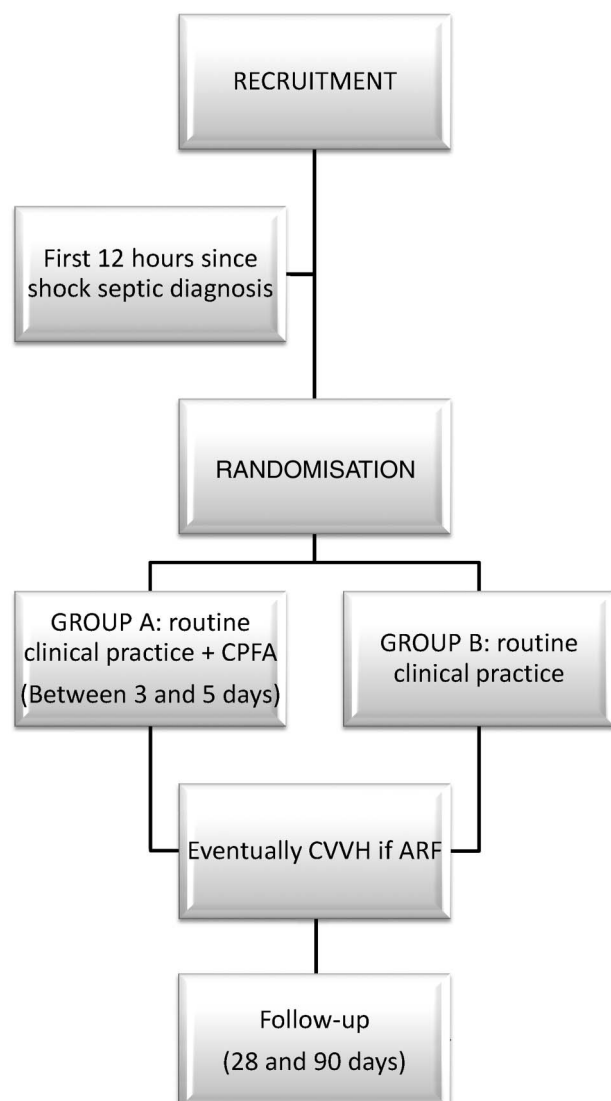 RECRUITMENT
First 12 hours since
shock septic diagnosis
RANDOMISATION
GROUP A: routine
clinical practice + CPFA
(Between 3 and 5 days)
GROUP B: routine
clinical practice
Eventually CVVH if ARF
Follow-up
(28 and 90 days)